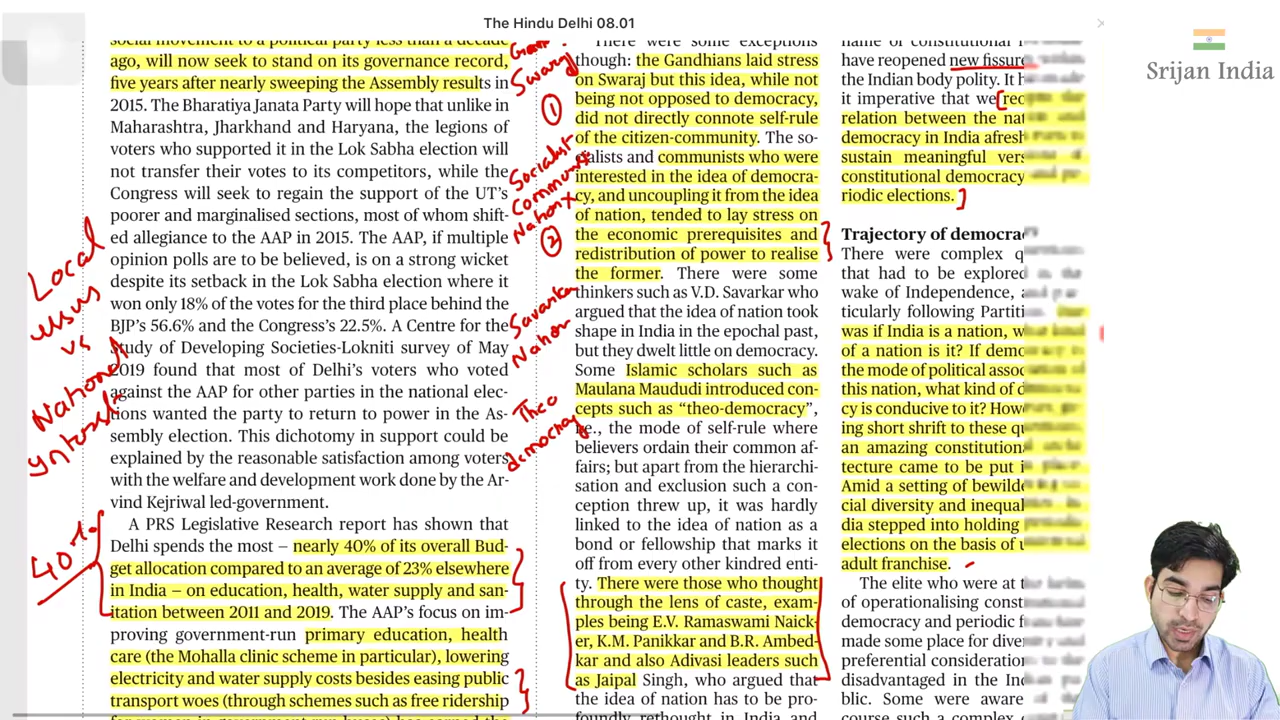 The Hindu Delhi 08.01
Srijan India
social movement to a political party less than a decade
ago, will now seek to stand on its governance record,
five years after nearly sweeping Assembly results in
2015. The Bharatiya Janata Party will hope that unlike in
Maharashtra, Jharkhand and Haryana, the legions of
voters who supported it in the Lok Sabha election will
not transfer their votes to its competitors, while the
Congress will seek to regain the support of the UT's
poorer and marginalised sections, most of whom shift-
ed allegiance to the AAP in 2015. The AAP, if multiple
opinion polls are to be believed, is on a strong wicket
despite its setback in the Lok Sabha election where it
won only 18% of the votes for the third place behind the
BJP's 56.6% and the Congress's 22.5%. A Centre for the
Study of Developing Societies-Lokniti survey of May
2019 found that most of Delhi's voters who voted
against the AAP for other parties in the national elec-
tions wanted the party to return to power in the As-
sembly election. This dichotomy in support could be
explained by the reasonable satisfaction among voters
with the welfare and development work done by the Ar-
vind Kejriwal led-government.
A PRS Legislative Research report has shown that
Delhi spends the most – nearly 40% of its overall Bud-
get allocation compared to an average of 23% elsewhere
in India – on education, health, water supply and san-
itation between 2011 and 2019. The AAP's focus on im-
proving government-run primary education, health
care (the Mohalla clinic scheme in particular), lowering
electricity and water supply costs besides easing public
transport woes (through schemes such as free ridership
Local
vs
National
40%
Swaraj
1
Socialist
Communist
Nation X
2
Savarkar
Nation
Theo
democracy
There were some exceptions
though: the Gandhians laid stress
on Swaraj but this idea, while not
being not opposed to democracy,
did not directly connote self-rule
of the citizen-community. The so-
cialists and communists who were
interested in the idea of democra-
cy, and uncoupling it from the idea
of nation, tended to lay stress on
the economic prerequisites and
redistribution of power to realise
the former. There were some
thinkers such as V.D. Savarkar who
argued that the idea of nation took
shape in India in the epochal past,
but they dwelt little on democracy.
Some Islamic scholars such as
Maulana Maududi introduced con-
cepts such as “theo-democracy”,
i.e., the mode of self-rule where
believers ordain their common af-
fairs; but apart from the hierarchi-
sation and exclusion such a con-
ception threw up, it was hardly
linked to the idea of nation as a
bond or fellowship that marks it
off from every other kindred enti-
ty. There were those who thought
through the lens of caste, exam-
ples being E.V. Ramaswami Naick-
er, K.M. Panikkar and B.R. Ambed-
kar and also Adivasi leaders such
as Jaipal Singh, who argued that
the idea of nation has to be pro-
foundly rethought in India and
name of constitutional
have reopened new fissure
the Indian body polity. It
it imperative that we
relation between the
democracy in India afresh
sustain meaningful
constitutional democracy
riodic elections.
Trajectory of
There were complex
that had to be explored
wake of Independence,
ticularly following
was if India is a nation,
of a nation is it? If
the mode of political
this nation, what kind of
cy is conducive to it?
ing short shrift to these
an amazing constitutional
tecture came to be put
Amid a setting of
cial diversity and
dia stepped into holding
elections on the basis of
adult franchise.
The elite who were at
of operationalising
democracy and periodic
made some place for
preferential consideration
disadvantaged in the
blic. Some were aware
course such a complex